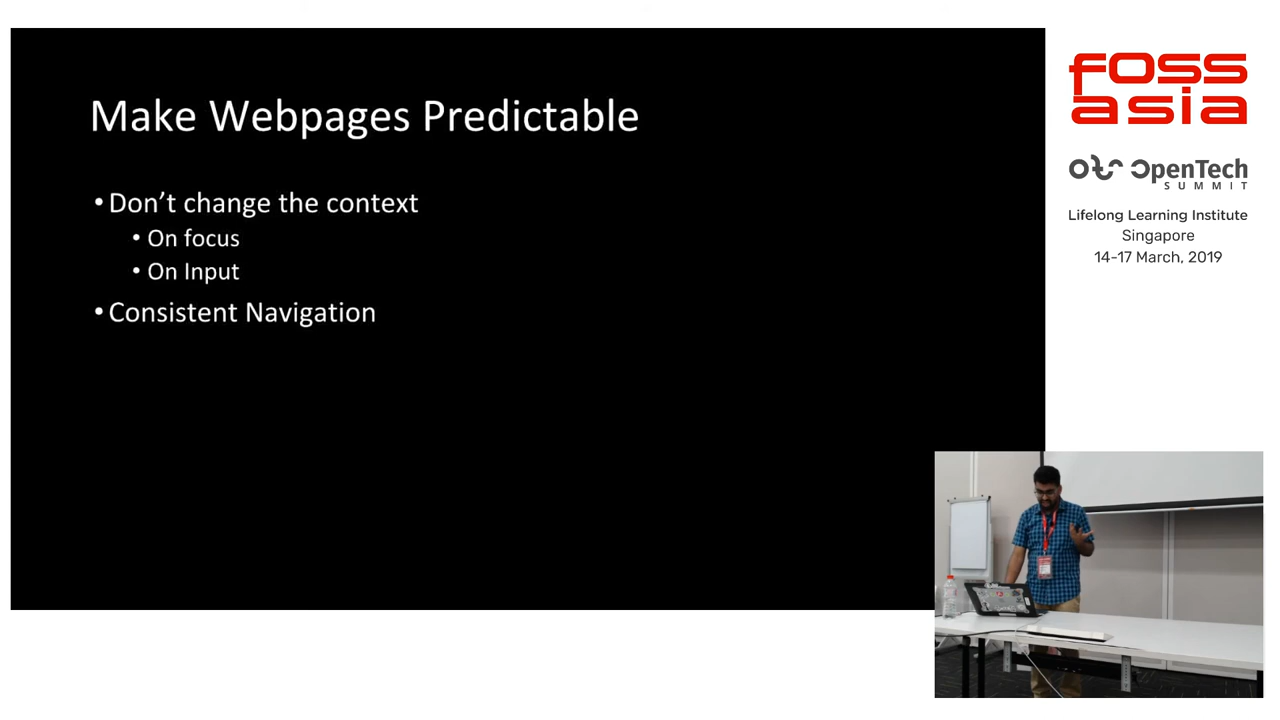 Make Webpages Predictable
• Don’t change the context
• On focus
• On Input
• Consistent Navigation
foss
asia
OpenTech
SUMMIT
Lifelong Learning Institute
Singapore
14-17 March, 2019